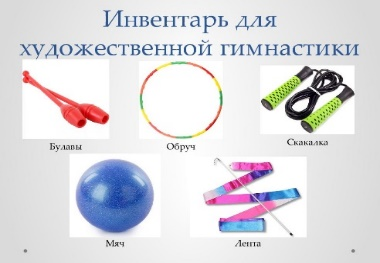 Инвентарь для
художественной гимнастики
Булавы
Обруч
Скакалка
Мяч
Лента